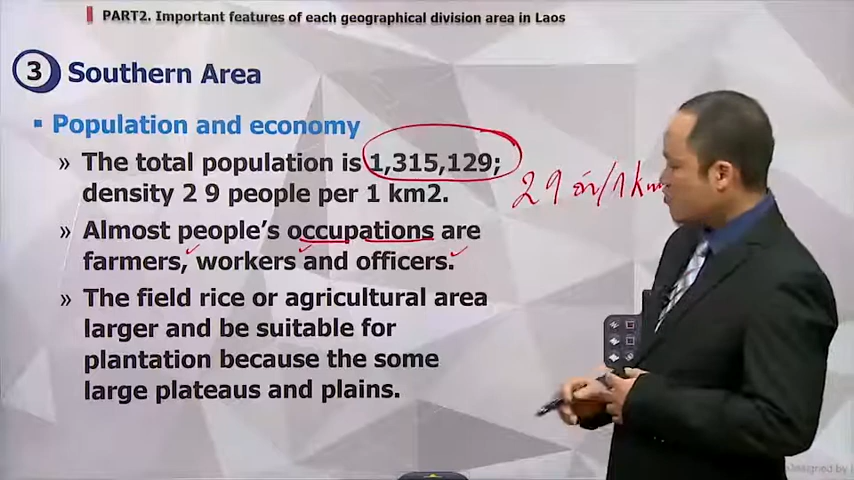 PART2. Important features of each geographical division area in Laos
3 Southern Area
▪ Population and economy
» The total population is 1,315,129;
density 2 9 people per 1 km2.
29 /1 km
» Almost people's occupations are
farmers, workers and officers.
» The field rice or agricultural area
larger and be suitable for
plantation because the some
large plateaus and plains.